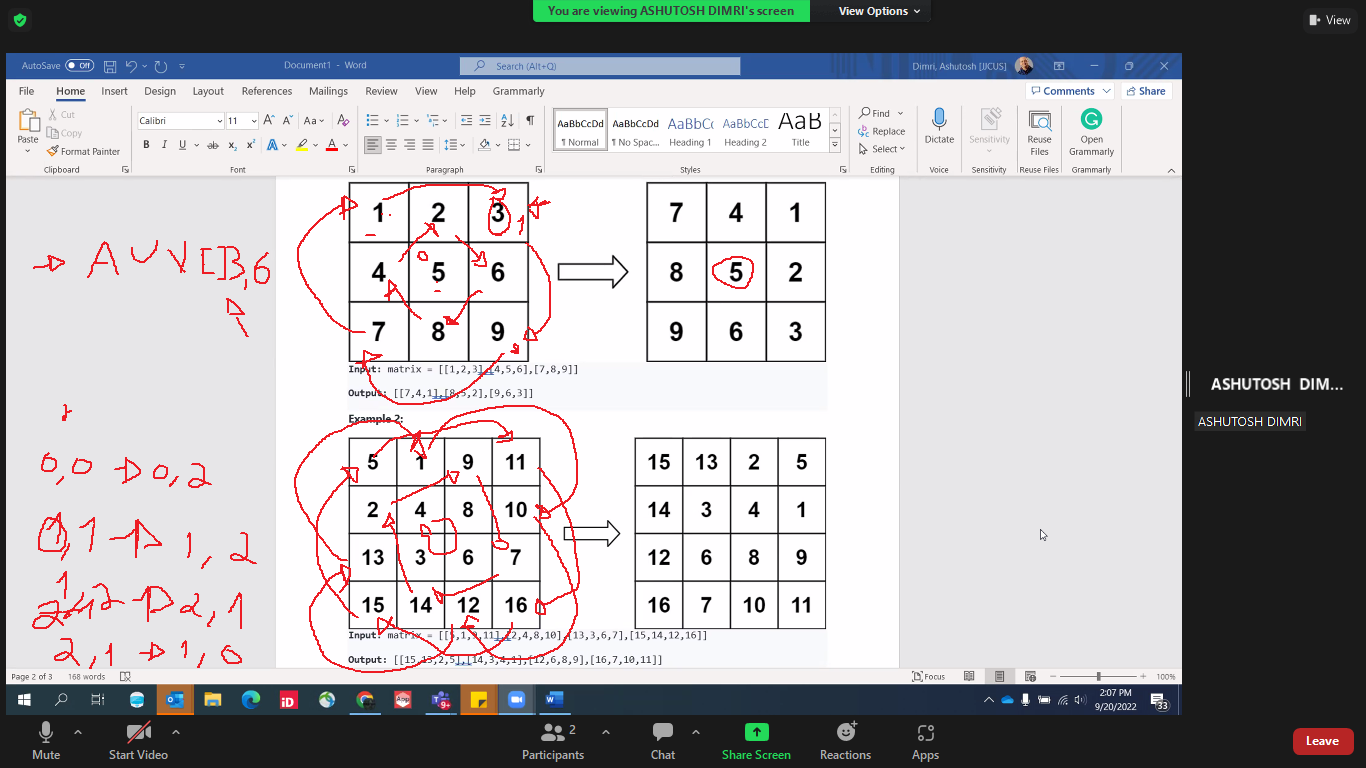 You are viewing ASHUTOSH DIMRI's screen
View Options
View
AutoSave Off
Document1 - Word
Search (Alt+Q)
Dimri, Ashutosh [JJCUS]
File Home Insert Design Layout References Mailings Review View Help Grammarly
Comments Share
Paste
Cut
Copy
Format Painter
Calibri 11
AaBbCcDd AaBbCcDd AaBbCc AaBbCcD AaB
Normal No Spac... Heading 1 Heading 2 Title
Find
Replace
Select
Dictate
Sensitivity
Reuse Files
Open Grammarly
Clipboard Font Paragraph Styles Editing Voice Sensitivity Reuse Files Grammarly
1 2 3
4 5 6
7 8 9
7 4 1
8 5 2
9 6 3
Input: matrix = [[1,2,3],[4,5,6],[7,8,9]]
Output: [[7,4,1],[8,5,2],[9,6,3]]
Example 2:
5 1 9 11
2 4 8 10
13 3 6 7
15 14 12 16
15 13 2 5
14 3 4 1
12 6 8 9
16 7 10 11
Input: matrix = [[5,1,9,11],[2,4,8,10],[13,3,6,7],[15,14,12,16]]
Output: [[15,13,2,5],[14,3,4,1],[12,6,8,9],[16,7,10,11]]
0,0 → 0,2
2,1 → 1,0
ASHUTOSH DIM...
ASHUTOSH DIMRI
Page 2 of 3 168 words
Focus
100%
2:07 PM
9/20/2022
33
Mute
Start Video
Participants 2
Chat
Share Screen
Reactions
Apps
Leave